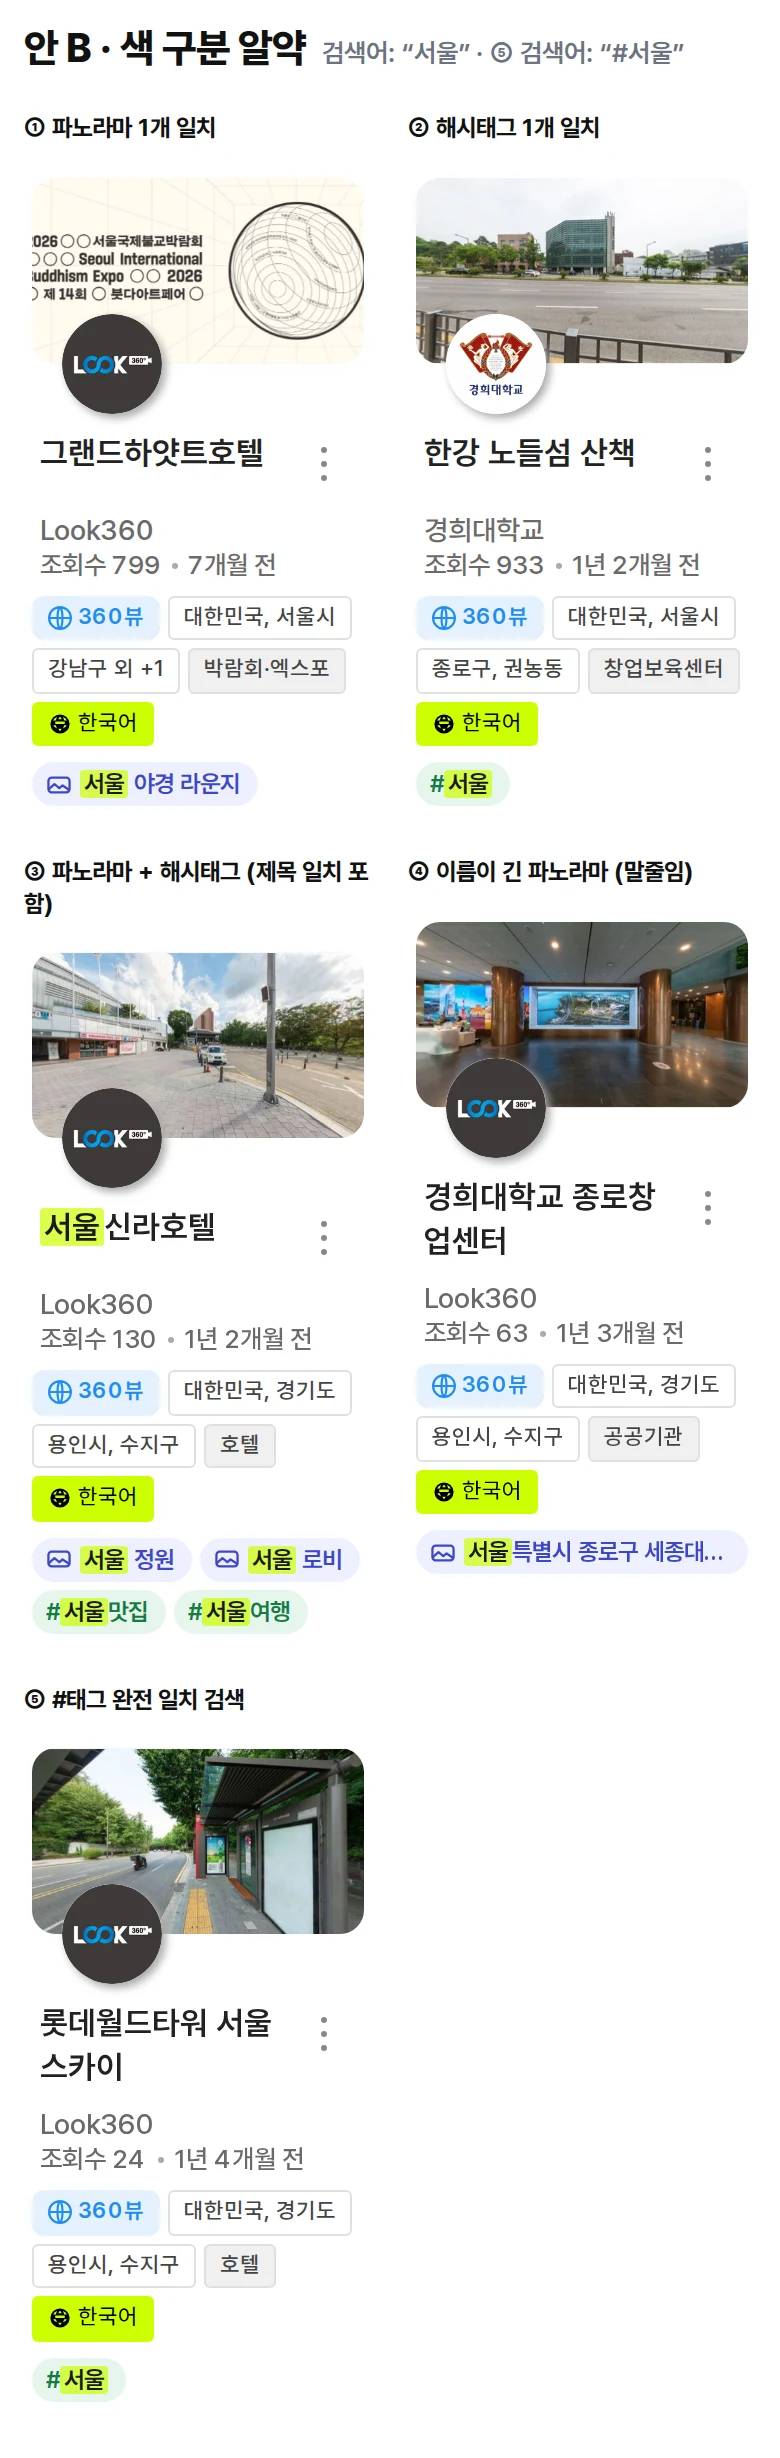 안 B · 색 구분 알약 검색어: “서울” · ⑤ 검색어: “#서울”
① 파노라마 1개 일치
2026 ○○서울국제불교박람회
○○○ Seoul International
Buddhism Expo ○○ 2026
○ 제14회 ○ 붓다아트페어 ○
LOOK 360°
그랜드하얏트호텔
Look360
조회수 799 • 7개월 전
360뷰 대한민국, 서울시
강남구 외 +1 박람회·엑스포
한국어
서울 야경 라운지
② 해시태그 1개 일치
경희대학교
한강 노들섬 산책
경희대학교
조회수 933 • 1년 2개월 전
360뷰 대한민국, 서울시
종로구, 권농동 창업보육센터
한국어
#서울
③ 파노라마 + 해시태그 (제목 일치 포
함)
LOOK 360°
서울신라호텔
Look360
조회수 130 • 1년 2개월 전
360뷰 대한민국, 경기도
용인시, 수지구 호텔
한국어
서울 정원 서울 로비
#서울맛집 #서울여행
④ 이름이 긴 파노라마 (말줄임)
LOOK 360°
경희대학교 종로창
업센터
Look360
조회수 63 • 1년 3개월 전
360뷰 대한민국, 경기도
용인시, 수지구 공공기관
한국어
서울특별시 종로구 세종대...
⑤ #태그 완전 일치 검색
LOOK 360°
롯데월드타워 서울
스카이
Look360
조회수 24 • 1년 4개월 전
360뷰 대한민국, 경기도
용인시, 수지구 호텔
한국어
#서울